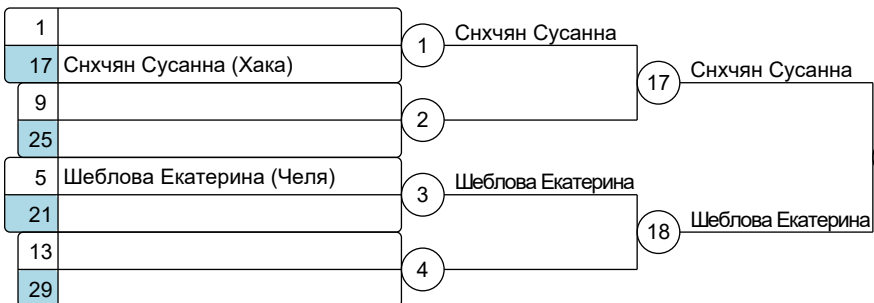 1
17 Снхчян Сусанна (Хака)
1 Снхчян Сусанна
17 Снхчян Сусанна
9
25
2
5 Шеблова Екатерина (Челя)
21
3 Шеблова Екатерина
18 Шеблова Екатерина
13
29
4